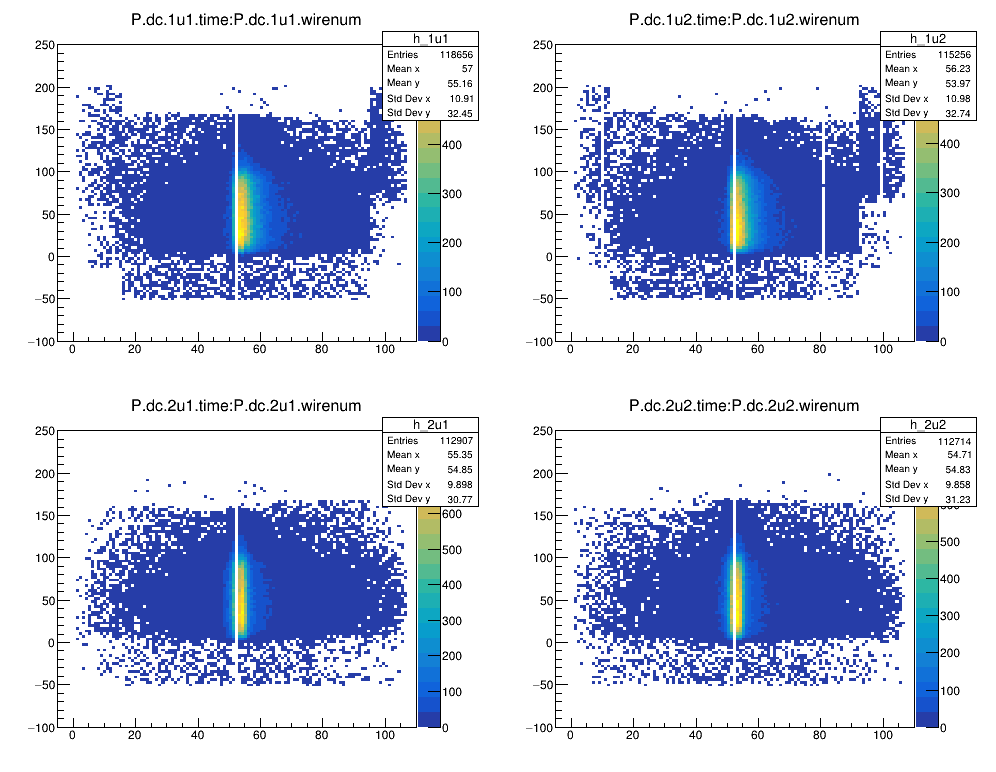 P.dc.1u1.time:P.dc.1u1.wirenum
h_1u1
Entries 118656
Mean x 57
Mean y 55.16
Std Dev x 10.91
Std Dev y 32.45
250
200
150
100
50
0
−50
−100
0 20 40 60 80 100
400
300
200
100
0
P.dc.1u2.time:P.dc.1u2.wirenum
h_1u2
Entries 115256
Mean x 56.23
Mean y 53.97
Std Dev x 10.98
Std Dev y 32.74
250
200
150
100
50
0
−50
−100
0 20 40 60 80 100
400
300
200
100
0
P.dc.2u1.time:P.dc.2u1.wirenum
h_2u1
Entries 112907
Mean x 55.35
Mean y 54.85
Std Dev x 9.898
Std Dev y 30.77
250
200
150
100
50
0
−50
−100
0 20 40 60 80 100
600
500
400
300
200
100
0
P.dc.2u2.time:P.dc.2u2.wirenum
h_2u2
Entries 112714
Mean x 54.71
Mean y 54.83
Std Dev x 9.858
Std Dev y 31.23
250
200
150
100
50
0
−50
−100
0 20 40 60 80 100
500
400
300
200
100
0